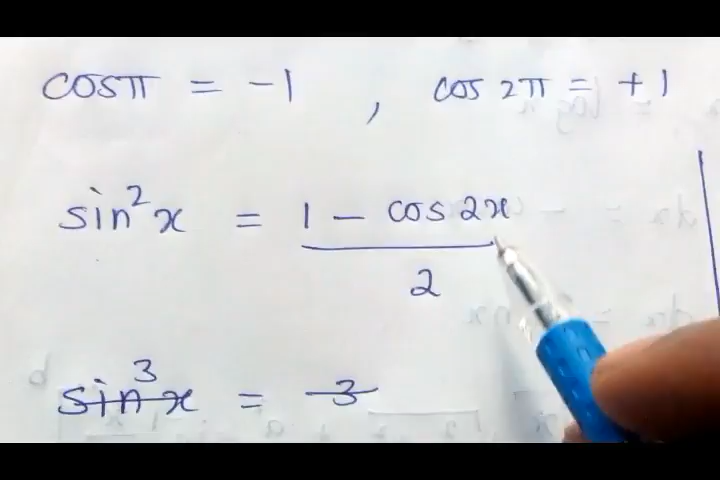 cosπ = -1 , cos 2π = +1
sin²x = 1 - cos 2x
2
sin³x = 3